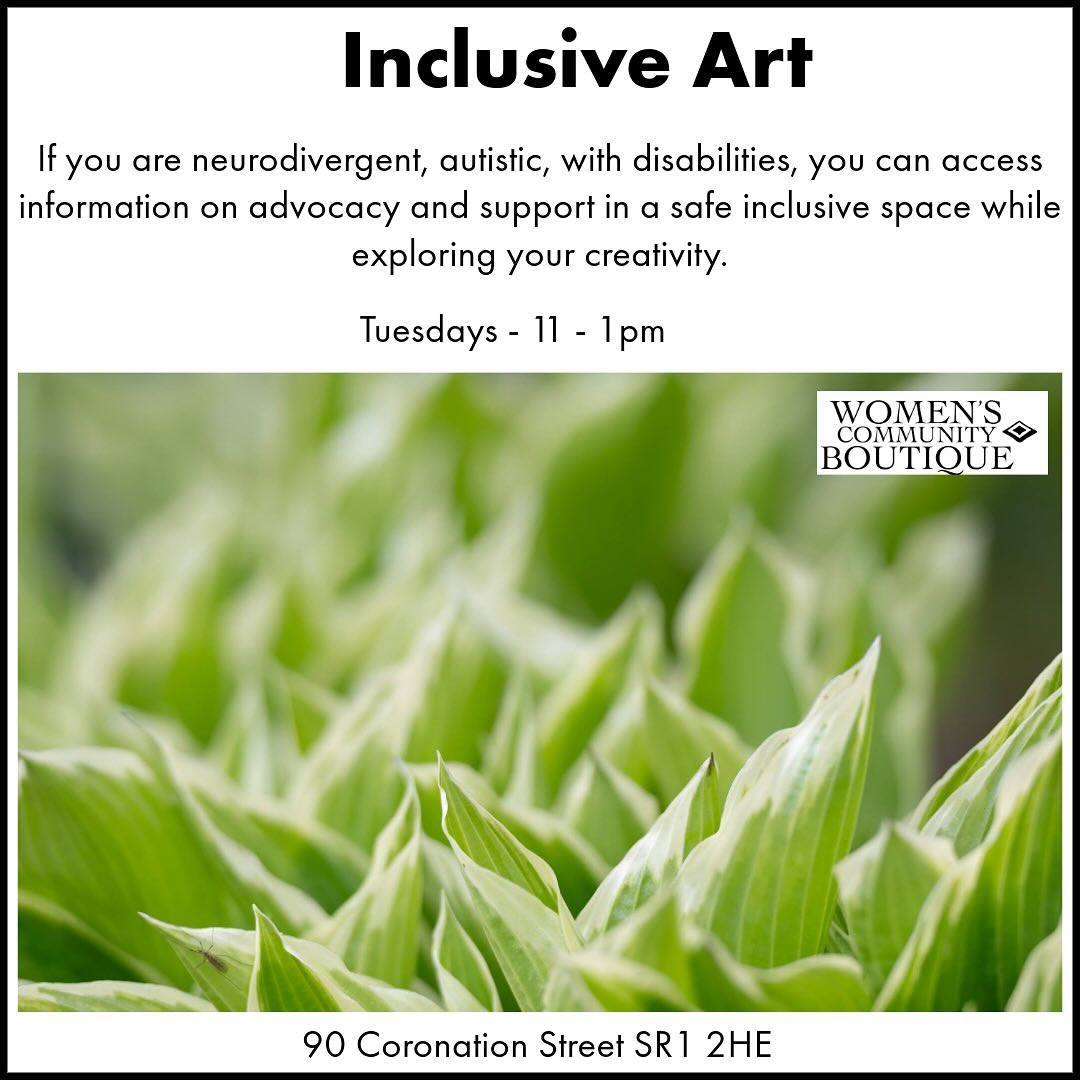 Inclusive Art
If you are neurodivergent, autistic, with disabilities, you can access
information on advocacy and support in a safe inclusive space while
exploring your creativity.
Tuesdays - 11 - 1pm
WOMEN'S
COMMUNITY
BOUTIQUE
90 Coronation Street SR1 2HE